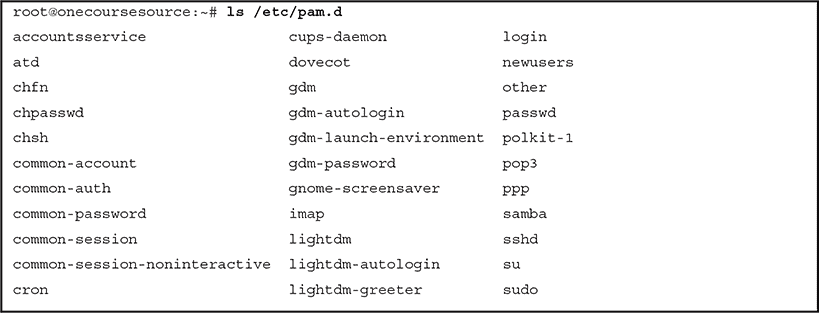 root@onecoursesource:~# ls /etc/pam.d
accountsservice cups-daemon login
atd dovecot newusers
chfn gdm other
chpasswd gdm-autologin passwd
chsh gdm-launch-environment polkit-1
common-account gdm-password pop3
common-auth gnome-screensaver ppp
common-password imap samba
common-session lightdm sshd
common-session-noninteractive lightdm-autologin su
cron lightdm-greeter sudo